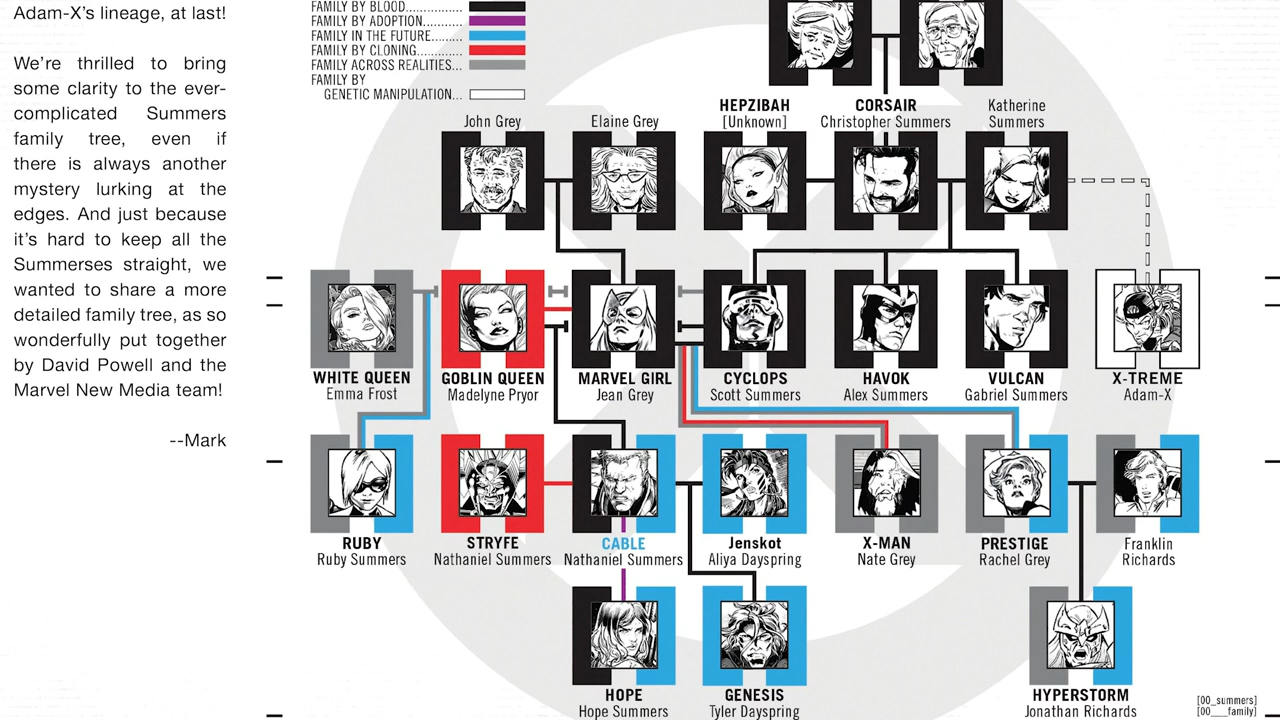 Adam-X's lineage, at last!
We're thrilled to bring
some clarity to the ever-
complicated Summers
family tree, even if
there is always another
mystery lurking at the
edges. And just because
it's hard to keep all the
Summerses straight, we
wanted to share a more
detailed family tree, as so
wonderfully put together
by David Powell and the
Marvel New Media team!
--Mark
FAMILY BY BLOOD..............
FAMILY BY ADOPTION............
FAMILY IN THE FUTURE.........
FAMILY BY CLONING............
FAMILY ACROSS REALITIES...
FAMILY BY
GENETIC MANIPULATION...
John Grey
Elaine Grey
HEPZIBAH
[Unknown]
CORSAIR
Christopher Summers
Katherine
Summers
WHITE QUEEN
Emma Frost
GOBLIN QUEEN
Madelyne Pryor
MARVEL GIRL
Jean Grey
CYCLOPS
Scott Summers
HAVOK
Alex Summers
VULCAN
Gabriel Summers
X-TREME
Adam-X
RUBY
Ruby Summers
STRYFE
Nathaniel Summers
CABLE
Nathaniel Summers
Jenskot
Aliya Dayspring
X-MAN
Nate Grey
PRESTIGE
Rachel Grey
Franklin
Richards
HOPE
Hope Summers
GENESIS
Tyler Dayspring
HYPERSTORM
Jonathan Richards
[00_summers]
[00___family]